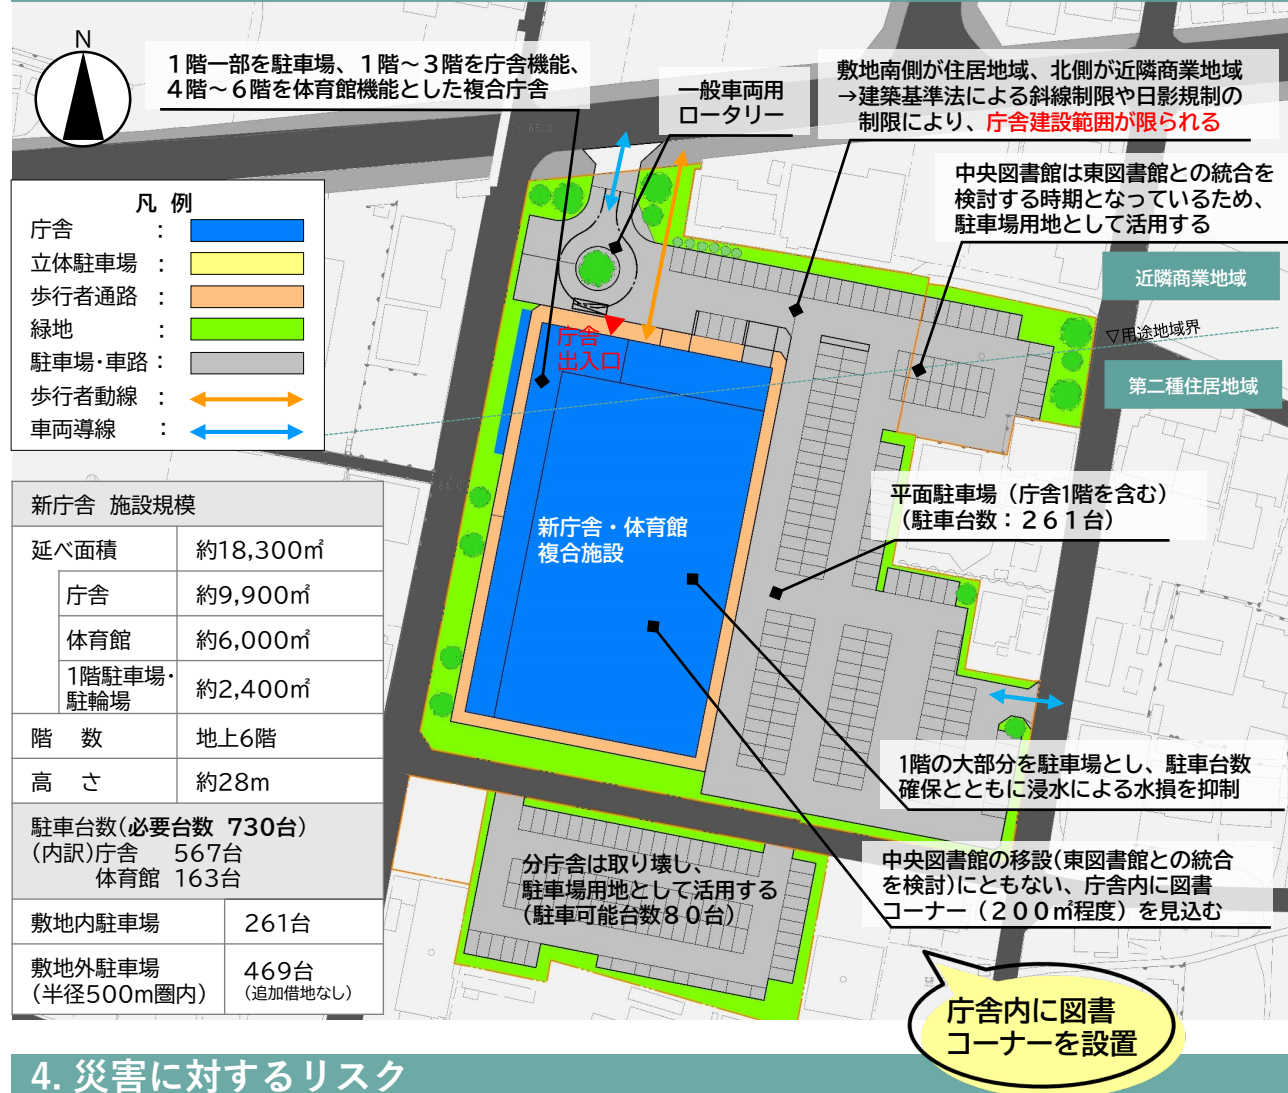 N
1階一部を駐車場、1階～3階を庁舎機能、
4階～6階を体育館機能とした複合庁舎
一般車両用
ロータリー
敷地南側が住居地域、北側が近隣商業地域
→建築基準法による斜線制限や日影規制の
制限により、庁舎建設範囲が限られる
中央図書館は東図書館との統合を
検討する時期となっているため、
駐車場用地として活用する
近隣商業地域
▽用途地域界
第二種住居地域
凡 例
庁舎 ：
立体駐車場 ：
歩行者通路 ：
緑地 ：
駐車場・車路：
歩行者動線 ：
車両導線 ：
65.2
66.0
庁舎
出入口
新庁舎・体育館
複合施設
平面駐車場（庁舎1階を含む）
（駐車台数：２６１台）
新庁舎 施設規模
延べ面積 約18,300㎡
庁舎 約9,900㎡
体育館 約6,000㎡
1階駐車場・
駐輪場 約2,400㎡
階 数 地上6階
高 さ 約28m
駐車台数(必要台数 730台)
(内訳)庁舎 567台
体育館 163台
敷地内駐車場 261台
敷地外駐車場
(半径500m圏内) 469台
(追加借地なし)
1階の大部分を駐車場とし、駐車台数
確保とともに浸水による水損を抑制
分庁舎は取り壊し、
駐車場用地として活用する
（駐車可能台数８０台）
中央図書館の移設(東図書館との統合
を検討)にともない、庁舎内に図書
コーナー（２００㎡程度）を見込む
庁舎内に図書
コーナーを設置
4. 災害に対するリスク